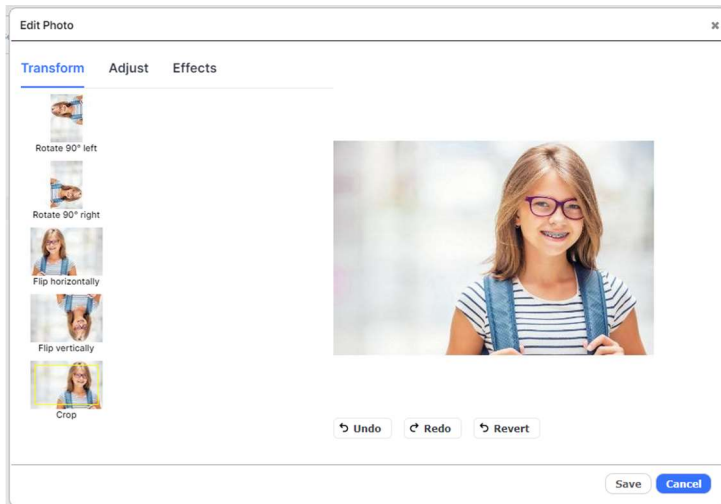 Edit Photo
Transform Adjust Effects
Rotate 90° left
Rotate 90° right
Flip horizontally
Flip vertically
Crop
Undo Redo Revert
Save Cancel